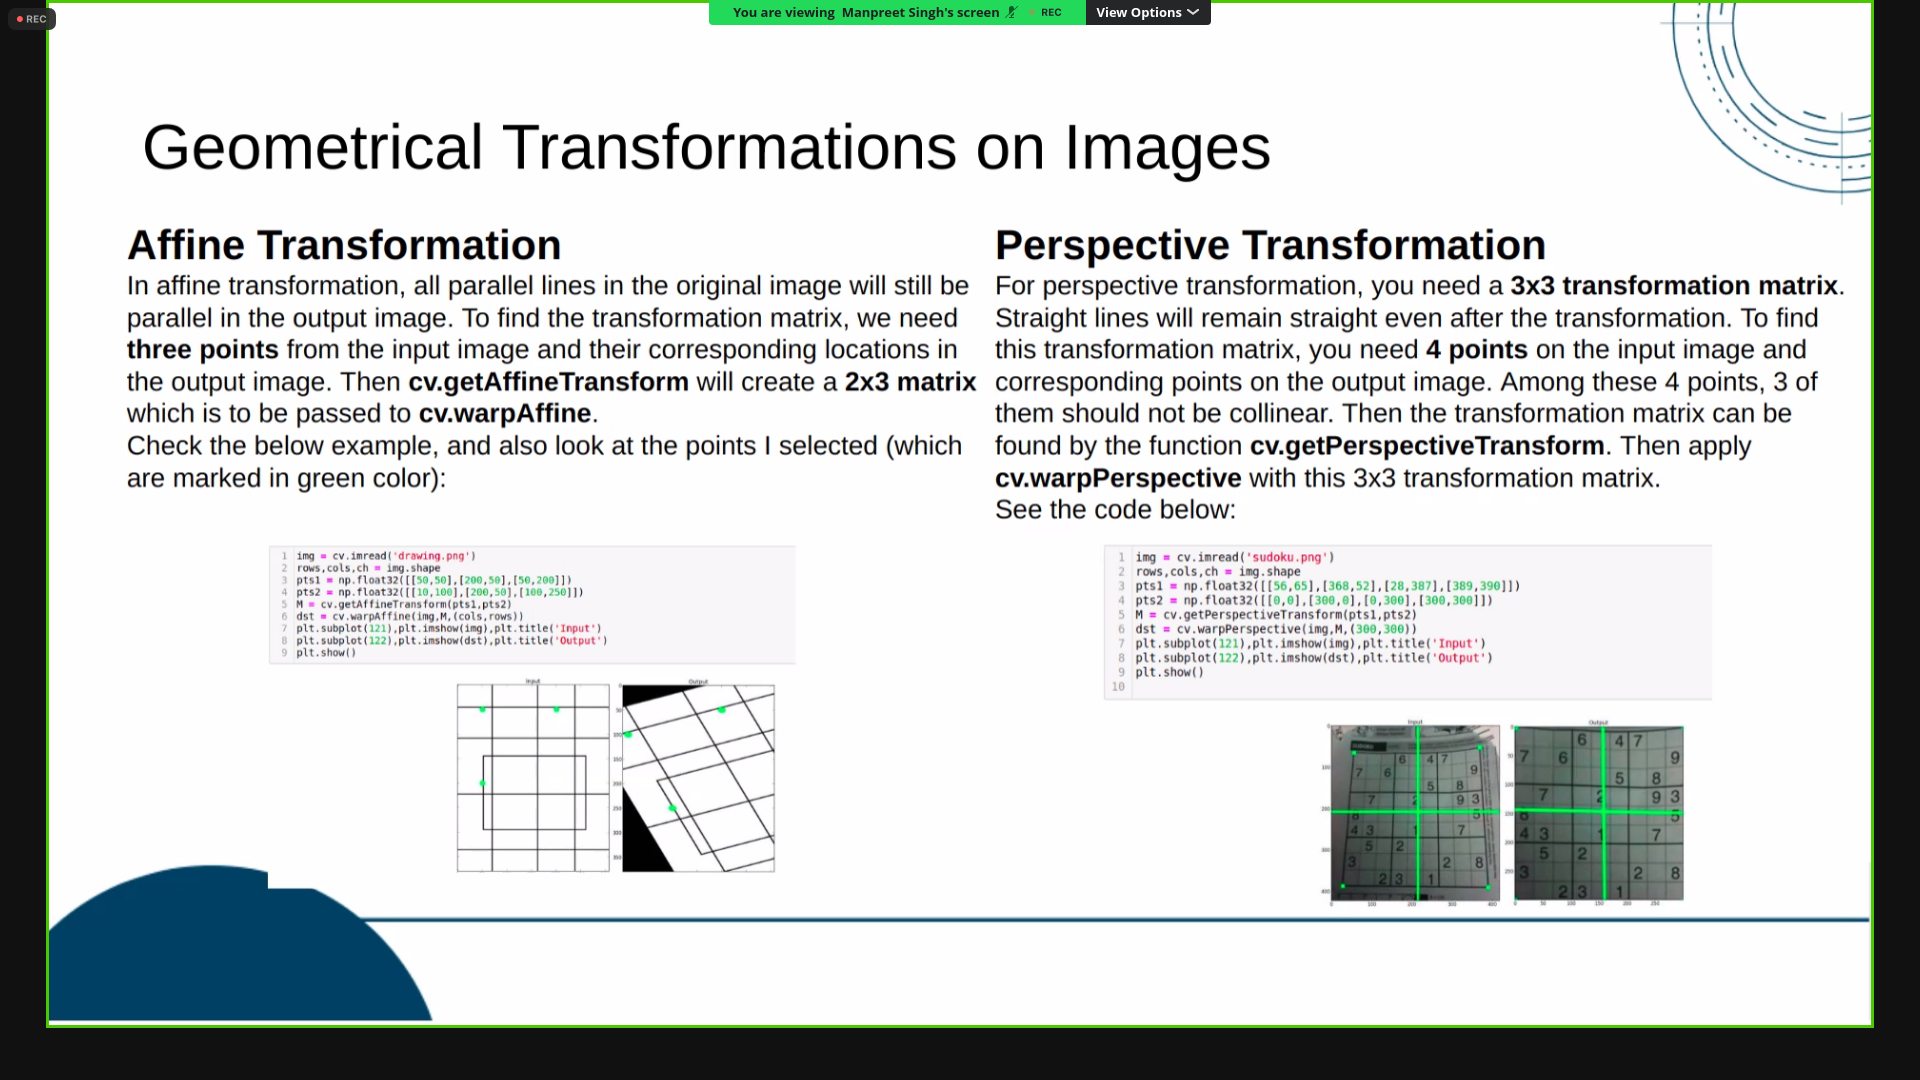 REC
You are viewing Manpreet Singh's screen
REC
View Options
Geometrical Transformations on Images
Affine Transformation
In affine transformation, all parallel lines in the original image will still be
parallel in the output image. To find the transformation matrix, we need
three points from the input image and their corresponding locations in
the output image. Then cv.getAffineTransform will create a 2x3 matrix
which is to be passed to cv.warpAffine.
Check the below example, and also look at the points I selected (which
are marked in green color):
1 img = cv.imread('drawing.png')
2 rows,cols,ch = img.shape
3 pts1 = np.float32([[50,50],[200,50],[50,200]])
4 pts2 = np.float32([[10,100],[200,50],[100,250]])
5 M = cv.getAffineTransform(pts1,pts2)
6 dst = cv.warpAffine(img,M,(cols,rows))
7 plt.subplot(121),plt.imshow(img),plt.title('Input')
8 plt.subplot(122),plt.imshow(dst),plt.title('Output')
9 plt.show()
Input
Output
Perspective Transformation
For perspective transformation, you need a 3x3 transformation matrix.
Straight lines will remain straight even after the transformation. To find
this transformation matrix, you need 4 points on the input image and
corresponding points on the output image. Among these 4 points, 3 of
them should not be collinear. Then the transformation matrix can be
found by the function cv.getPerspectiveTransform. Then apply
cv.warpPerspective with this 3x3 transformation matrix.
See the code below:
1 img = cv.imread('sudoku.png')
2 rows,cols,ch = img.shape
3 pts1 = np.float32([[56,65],[368,52],[28,387],[389,390]])
4 pts2 = np.float32([[0,0],[300,0],[0,300],[300,300]])
5 M = cv.getPerspectiveTransform(pts1,pts2)
6 dst = cv.warpPerspective(img,M,(300,300))
7 plt.subplot(121),plt.imshow(img),plt.title('Input')
8 plt.subplot(122),plt.imshow(dst),plt.title('Output')
9 plt.show()
10
Input
Output